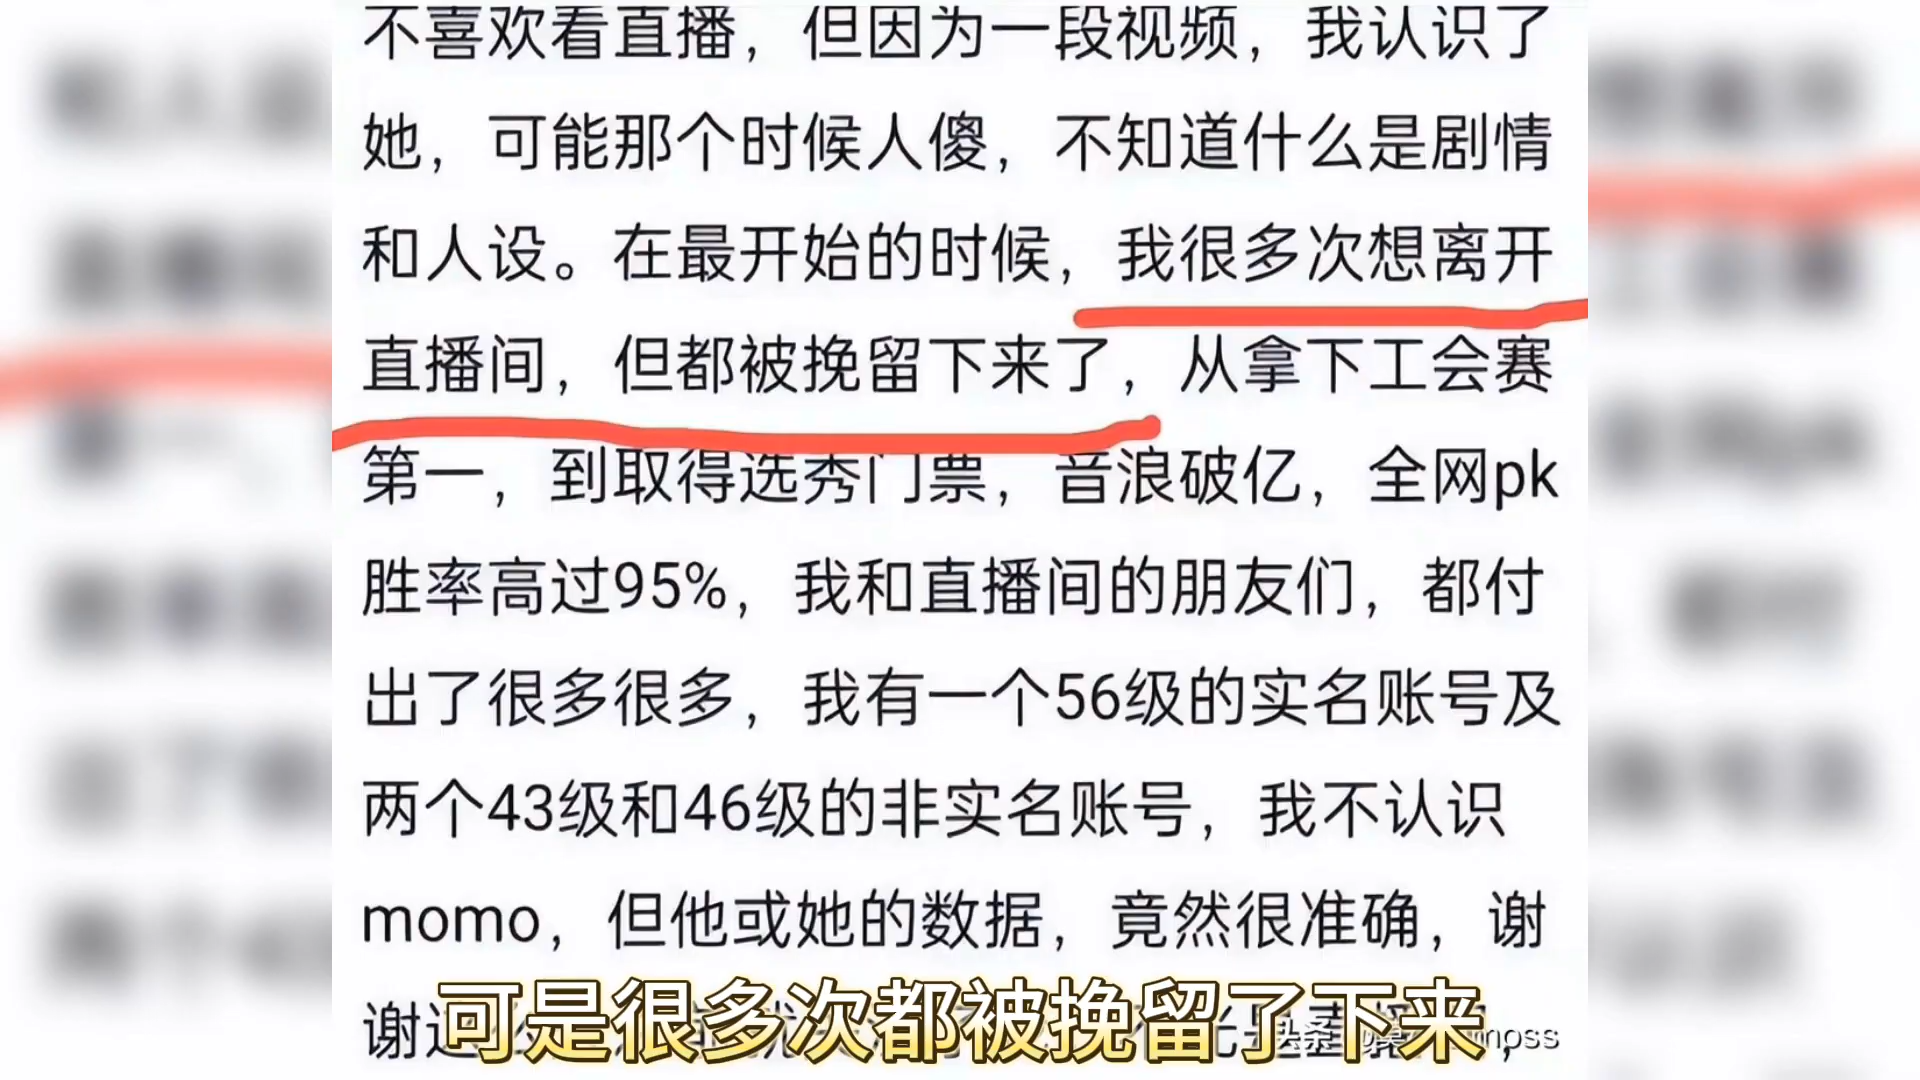 不喜欢看直播，但因为一段视频，我认识了
她，可能那个时候人傻，不知道什么是剧情
和人设。在最开始的时候，我很多次想离开
直播间，但都被挽留下来了，从拿下工会赛
第一，到取得选秀门票，音浪破亿，全网pk
胜率高过95%，我和直播间的朋友们，都付
出了很多很多，我有一个56级的实名账号及
两个43级和46级的非实名账号，我不认识
momo，但他或她的数据，竟然很准确，谢
谢
可是很多次都被挽留了下来